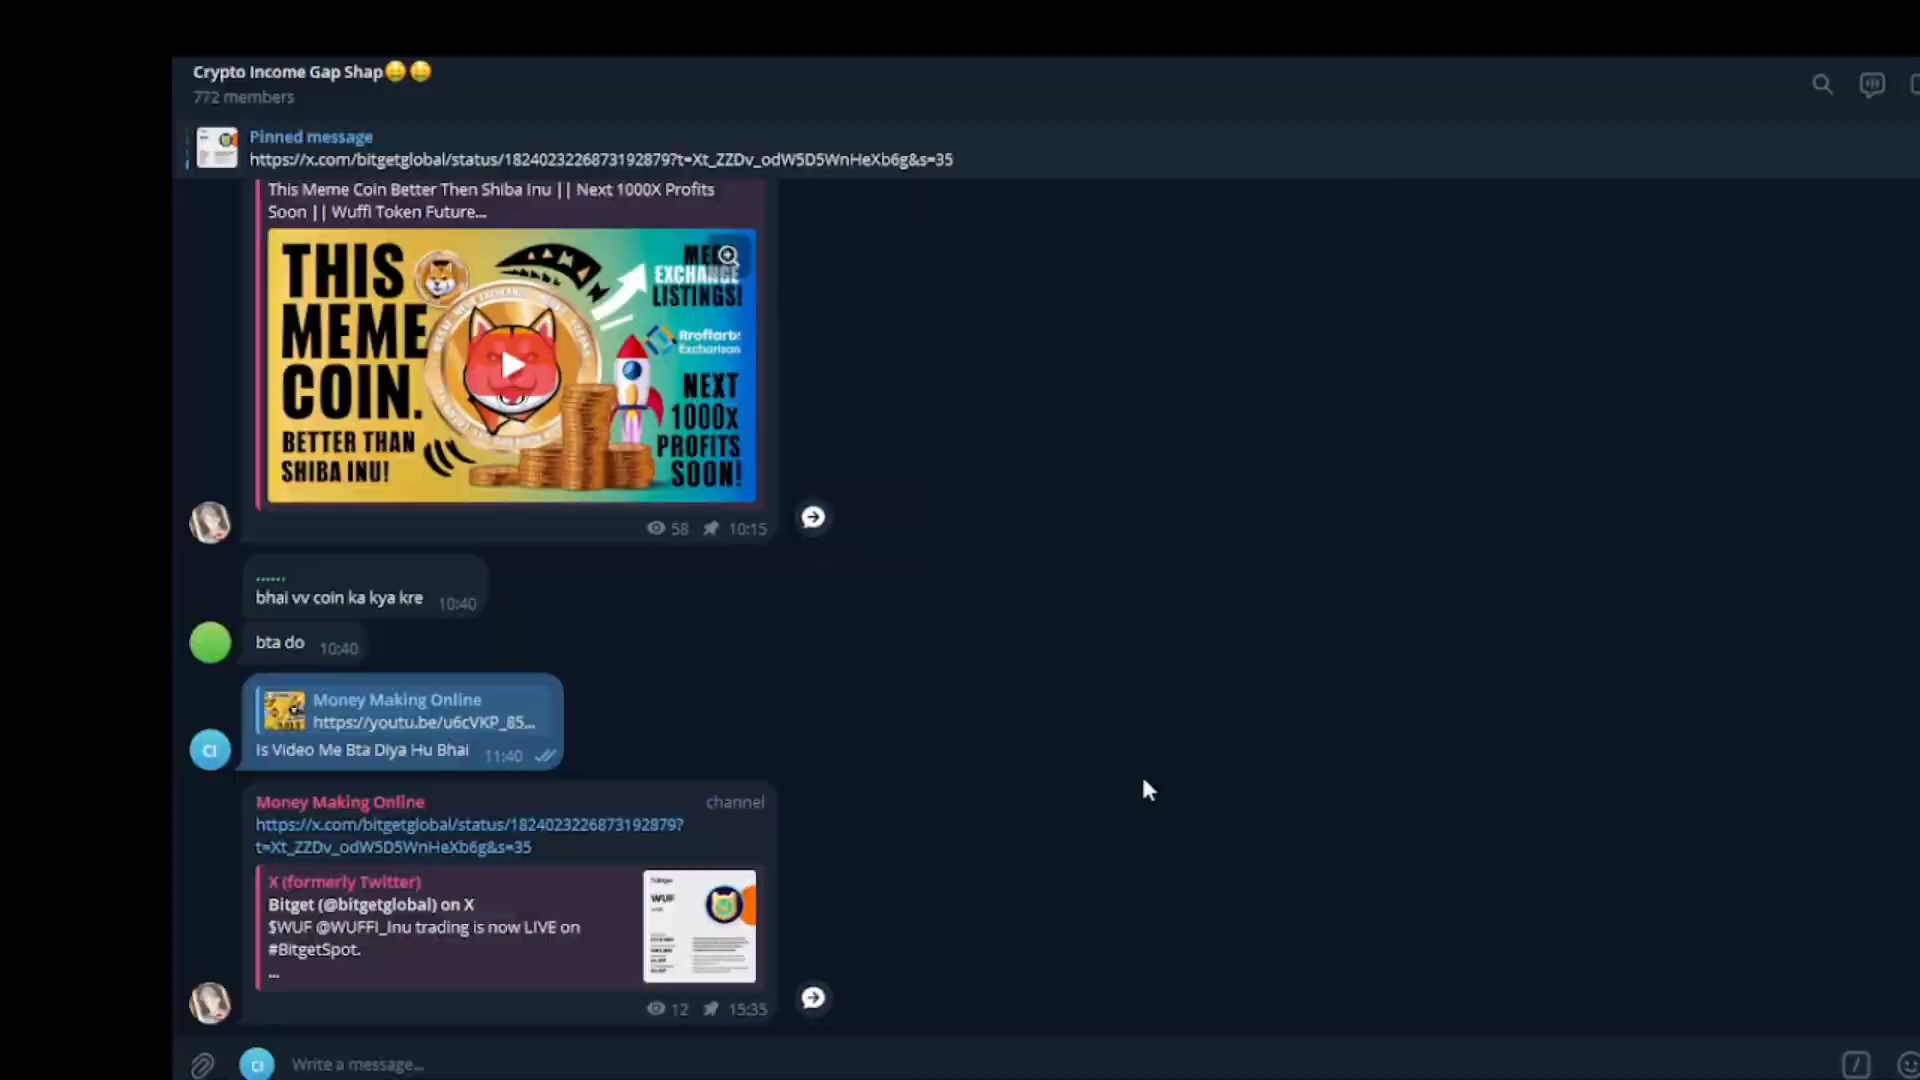 Crypto Income Gap Shap🤑🤑
772 members
Pinned message
https://x.com/bitgetglobal/status/1824023226873192879?t=Xt_ZZDv_odW5D5WnHeXb6g&s=35
This Meme Coin Better Then Shiba Inu || Next 1000X Profits
Soon || Wuffi Token Future...
THIS
MEME
COIN.
BETTER THAN
SHIBA INU!
EXCHANGE
LISTINGS!
NEXT
1000x
PROFITS
SOON!
58 10:15
......
bhai vv coin ka kya kre 10:40
bta do 10:40
Money Making Online
https://youtu.be/u6cVKP_85...
CI
Is Video Me Bta Diya Hu Bhai 11:40
Money Making Online channel
https://x.com/bitgetglobal/status/1824023226873192879?
t=Xt_ZZDv_odW5D5WnHeXb6g&s=35
X (formerly Twitter)
Bitget (@bitgetglobal) on X
$WUF @WUFFI_Inu trading is now LIVE on
#BitgetSpot.
...
WUF
12 15:35
CI
Write a message...